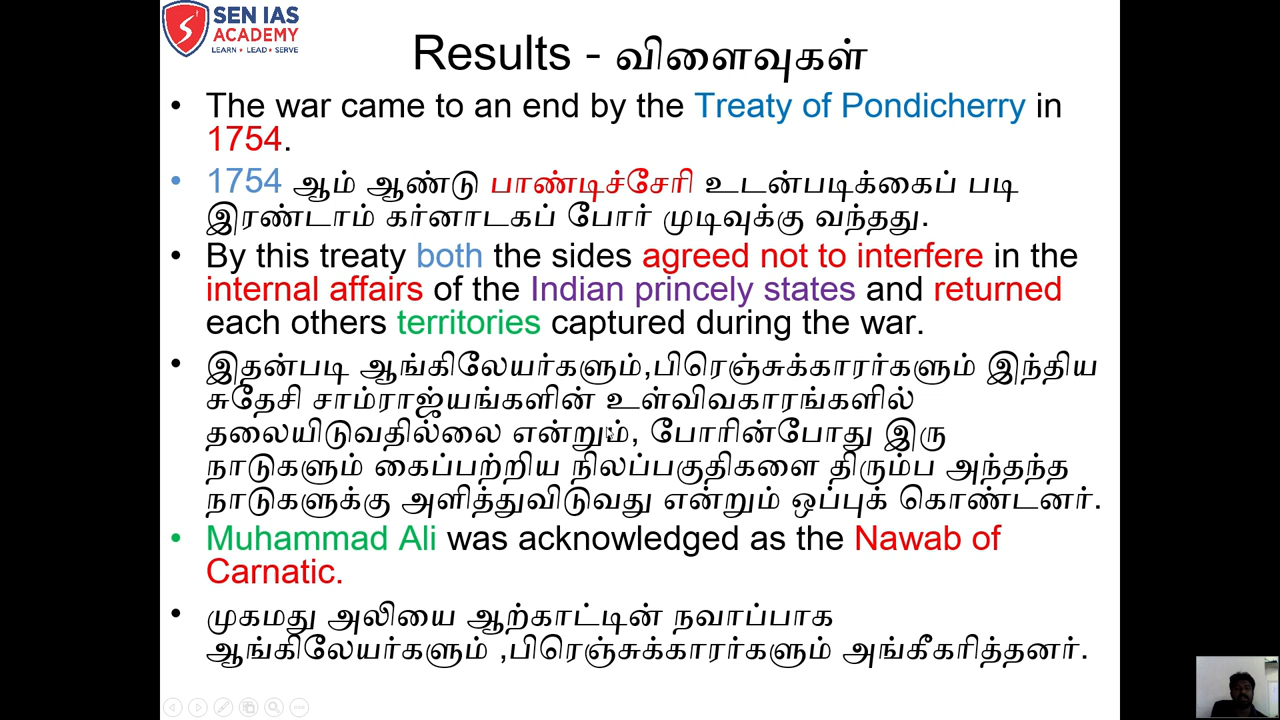 SEN IAS
ACADEMY
LEARN ★ LEAD ★ SERVE
Results - விளைவுகள்
• The war came to an end by the Treaty of Pondicherry in
1754.
• 1754 ஆம் ஆண்டு பாண்டிச்சேரி உடன்படிக்கைப் படி
இரண்டாம் கர்னாடகப் போர் முடிவுக்கு வந்தது.
• By this treaty both the sides agreed not to interfere in the
internal affairs of the Indian princely states and returned
each others territories captured during the war.
• இதன்படி ஆங்கிலேயர்களும்,பிரெஞ்சுக்காரர்களும் இந்திய
சுதேசி சாம்ராஜ்யங்களின் உள்விவகாரங்களில்
தலையிடுவதில்லை என்றும், போரின்போது இரு
நாடுகளும் கைப்பற்றிய நிலப்பகுதிகளை திரும்ப அந்தந்த
நாடுகளுக்கு அளித்துவிடுவது என்றும் ஒப்புக் கொண்டனர்.
• Muhammad Ali was acknowledged as the Nawab of
Carnatic.
• முகமது அலியை ஆற்காட்டின் நவாப்பாக
ஆங்கிலேயர்களும் ,பிரெஞ்சுக்காரர்களும் அங்கீகரித்தனர்.